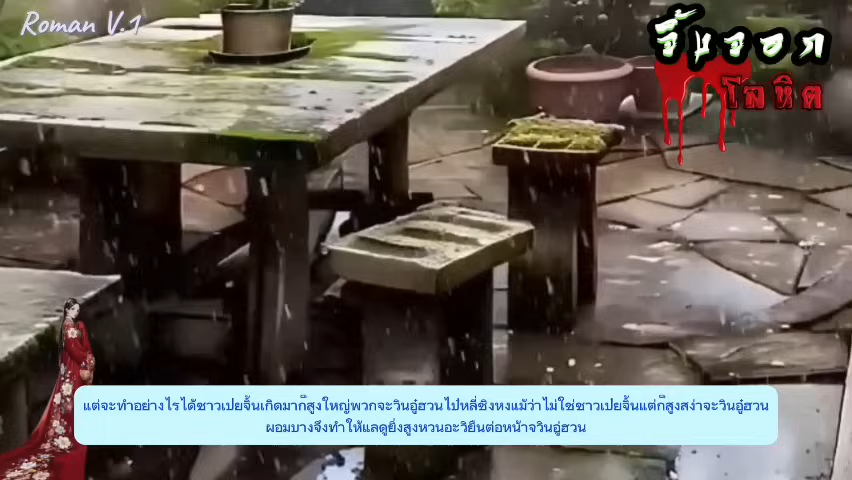 Roman V.1
จิ้นจอก
โลหิต
แต่จะทำอย่างไรได้ชาวเปยจิ้นเกิดมาก็สูงใหญ่พวกจะวินอู๋ฮวนไป๋หลี่ซิงหงแม้ว่าไม่ใช่ชาวเปยจิ้นแต่ก็สูงสง่าจะวินอู๋ฮวน
ผอมบางจึงทำให้แลดูยิ่งสูงหวนอะวิยืนต่อหน้าจวินอู๋ฮวน